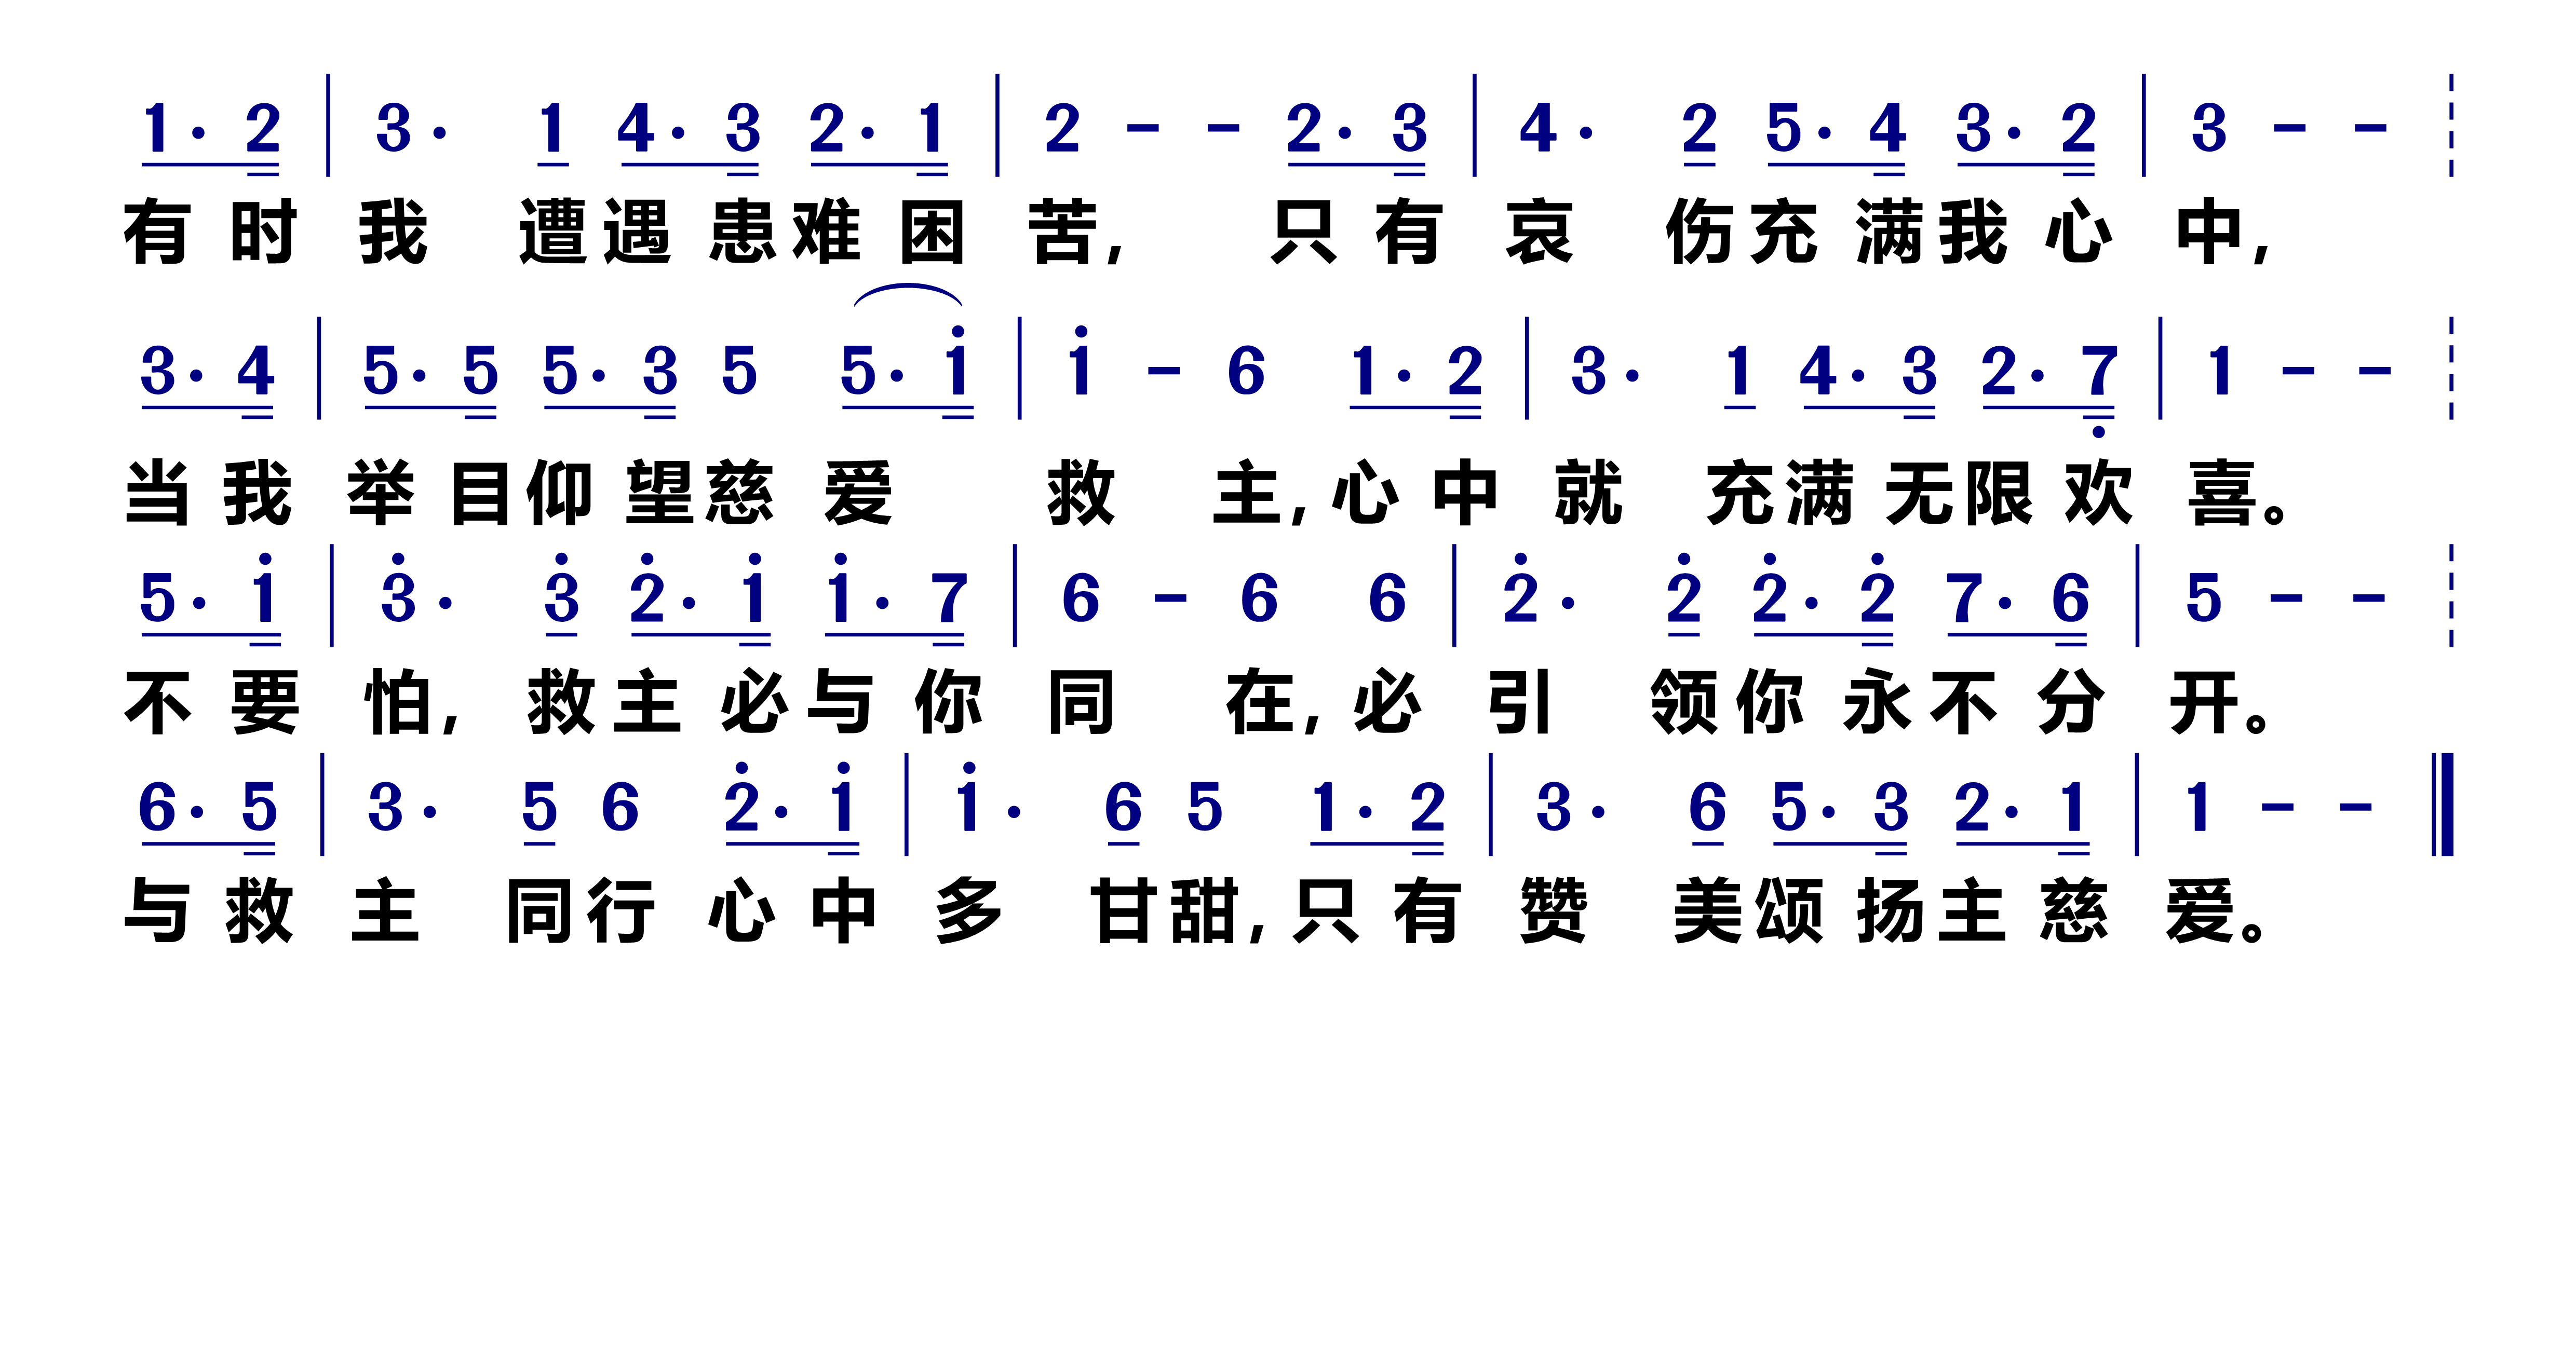 1· 2 | 3· 1 4· 3 2· 1 | 2 - - 2· 3 | 4· 2 5· 4 3· 2 | 3 - -
有时我遭遇患难困苦,只有哀伤充满我心中,
3· 4 | 5· 5 5· 3 5 5· 1̇ | 1̇ - 6 1· 2 | 3· 1 4· 3 2· 7̣ | 1 - -
当我举目仰望慈爱救主,心中就充满无限欢喜。
5· 1̇ | 3̇· 3̇ 2̇· 1̇ 1̇· 7 | 6 - 6 6 | 2̇· 2̇ 2̇· 2̇ 7· 6 | 5 - -
不要怕,救主必与你同在,必引领你永不分开。
6· 5 | 3· 5 6 2̇· 1̇ | 1̇· 6 5 1· 2 | 3· 6 5· 3 2· 1 | 1 - -
与救主同行心中多甘甜,只有赞美颂扬主慈爱。